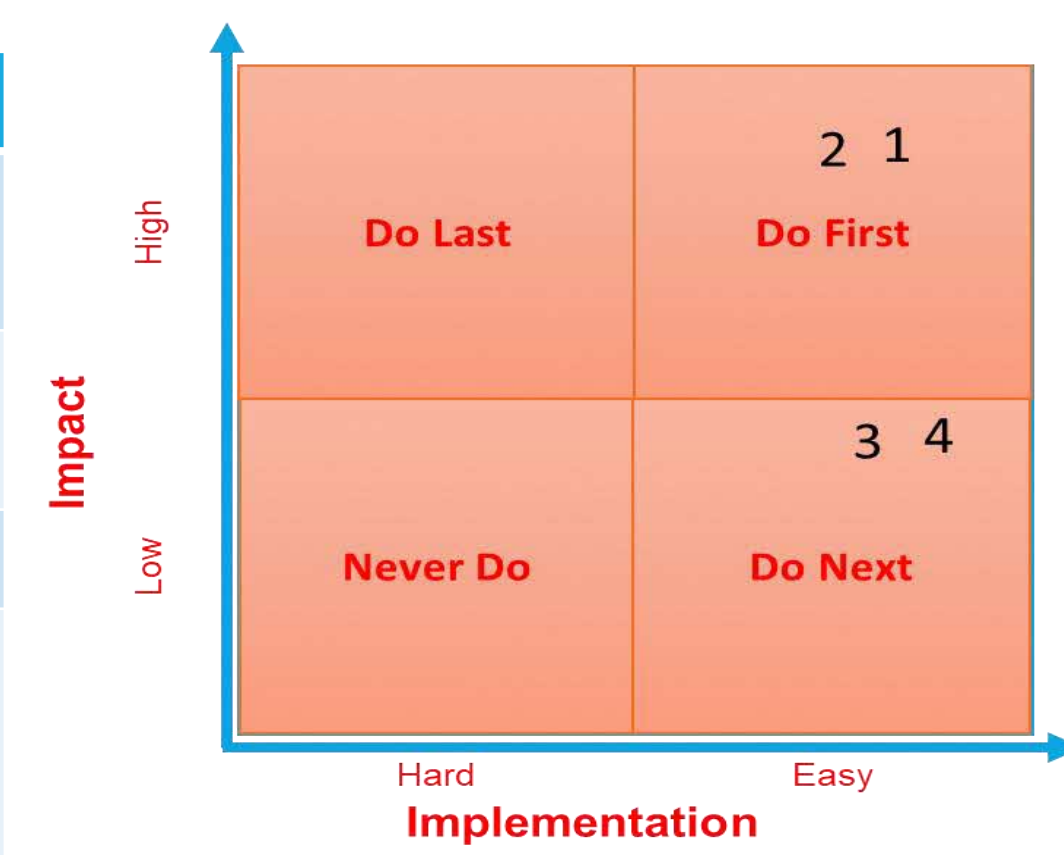 2 1
High
Do Last
Do First
Impact
3 4
Low
Never Do
Do Next
Hard
Easy
Implementation